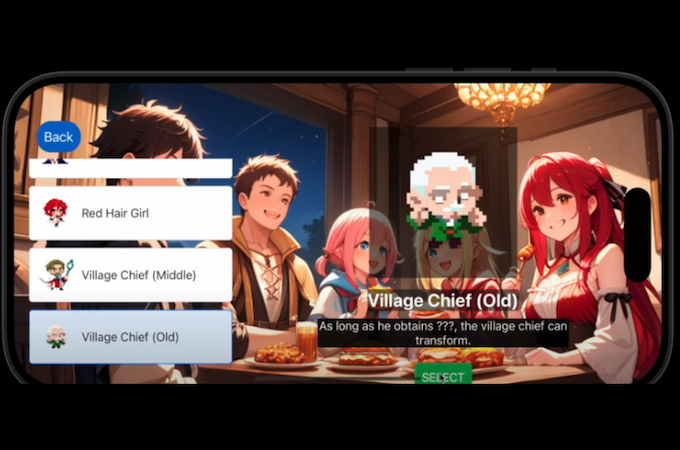 Back
Red Hair Girl
Village Chief (Middle)
Village Chief (Old)
Village Chief (Old)
As long as he obtains ???, the village chief can
transform.
SELECT